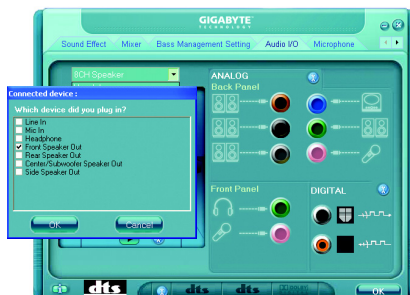 GIGABYTE
TECHNOLOGY
Sound Effect Mixer Bass Management Setting Audio I/O Microphone
8CH Speaker
Connected device :
Which device did you plug in?
Line In
Mic In
Headphone
Front Speaker Out
Rear Speaker Out
Center/Subwoofer Speaker Out
Side Speaker Out
OK Cancel
ANALOG
Back Panel
Front Panel
DIGITAL
dts dts dts
OK